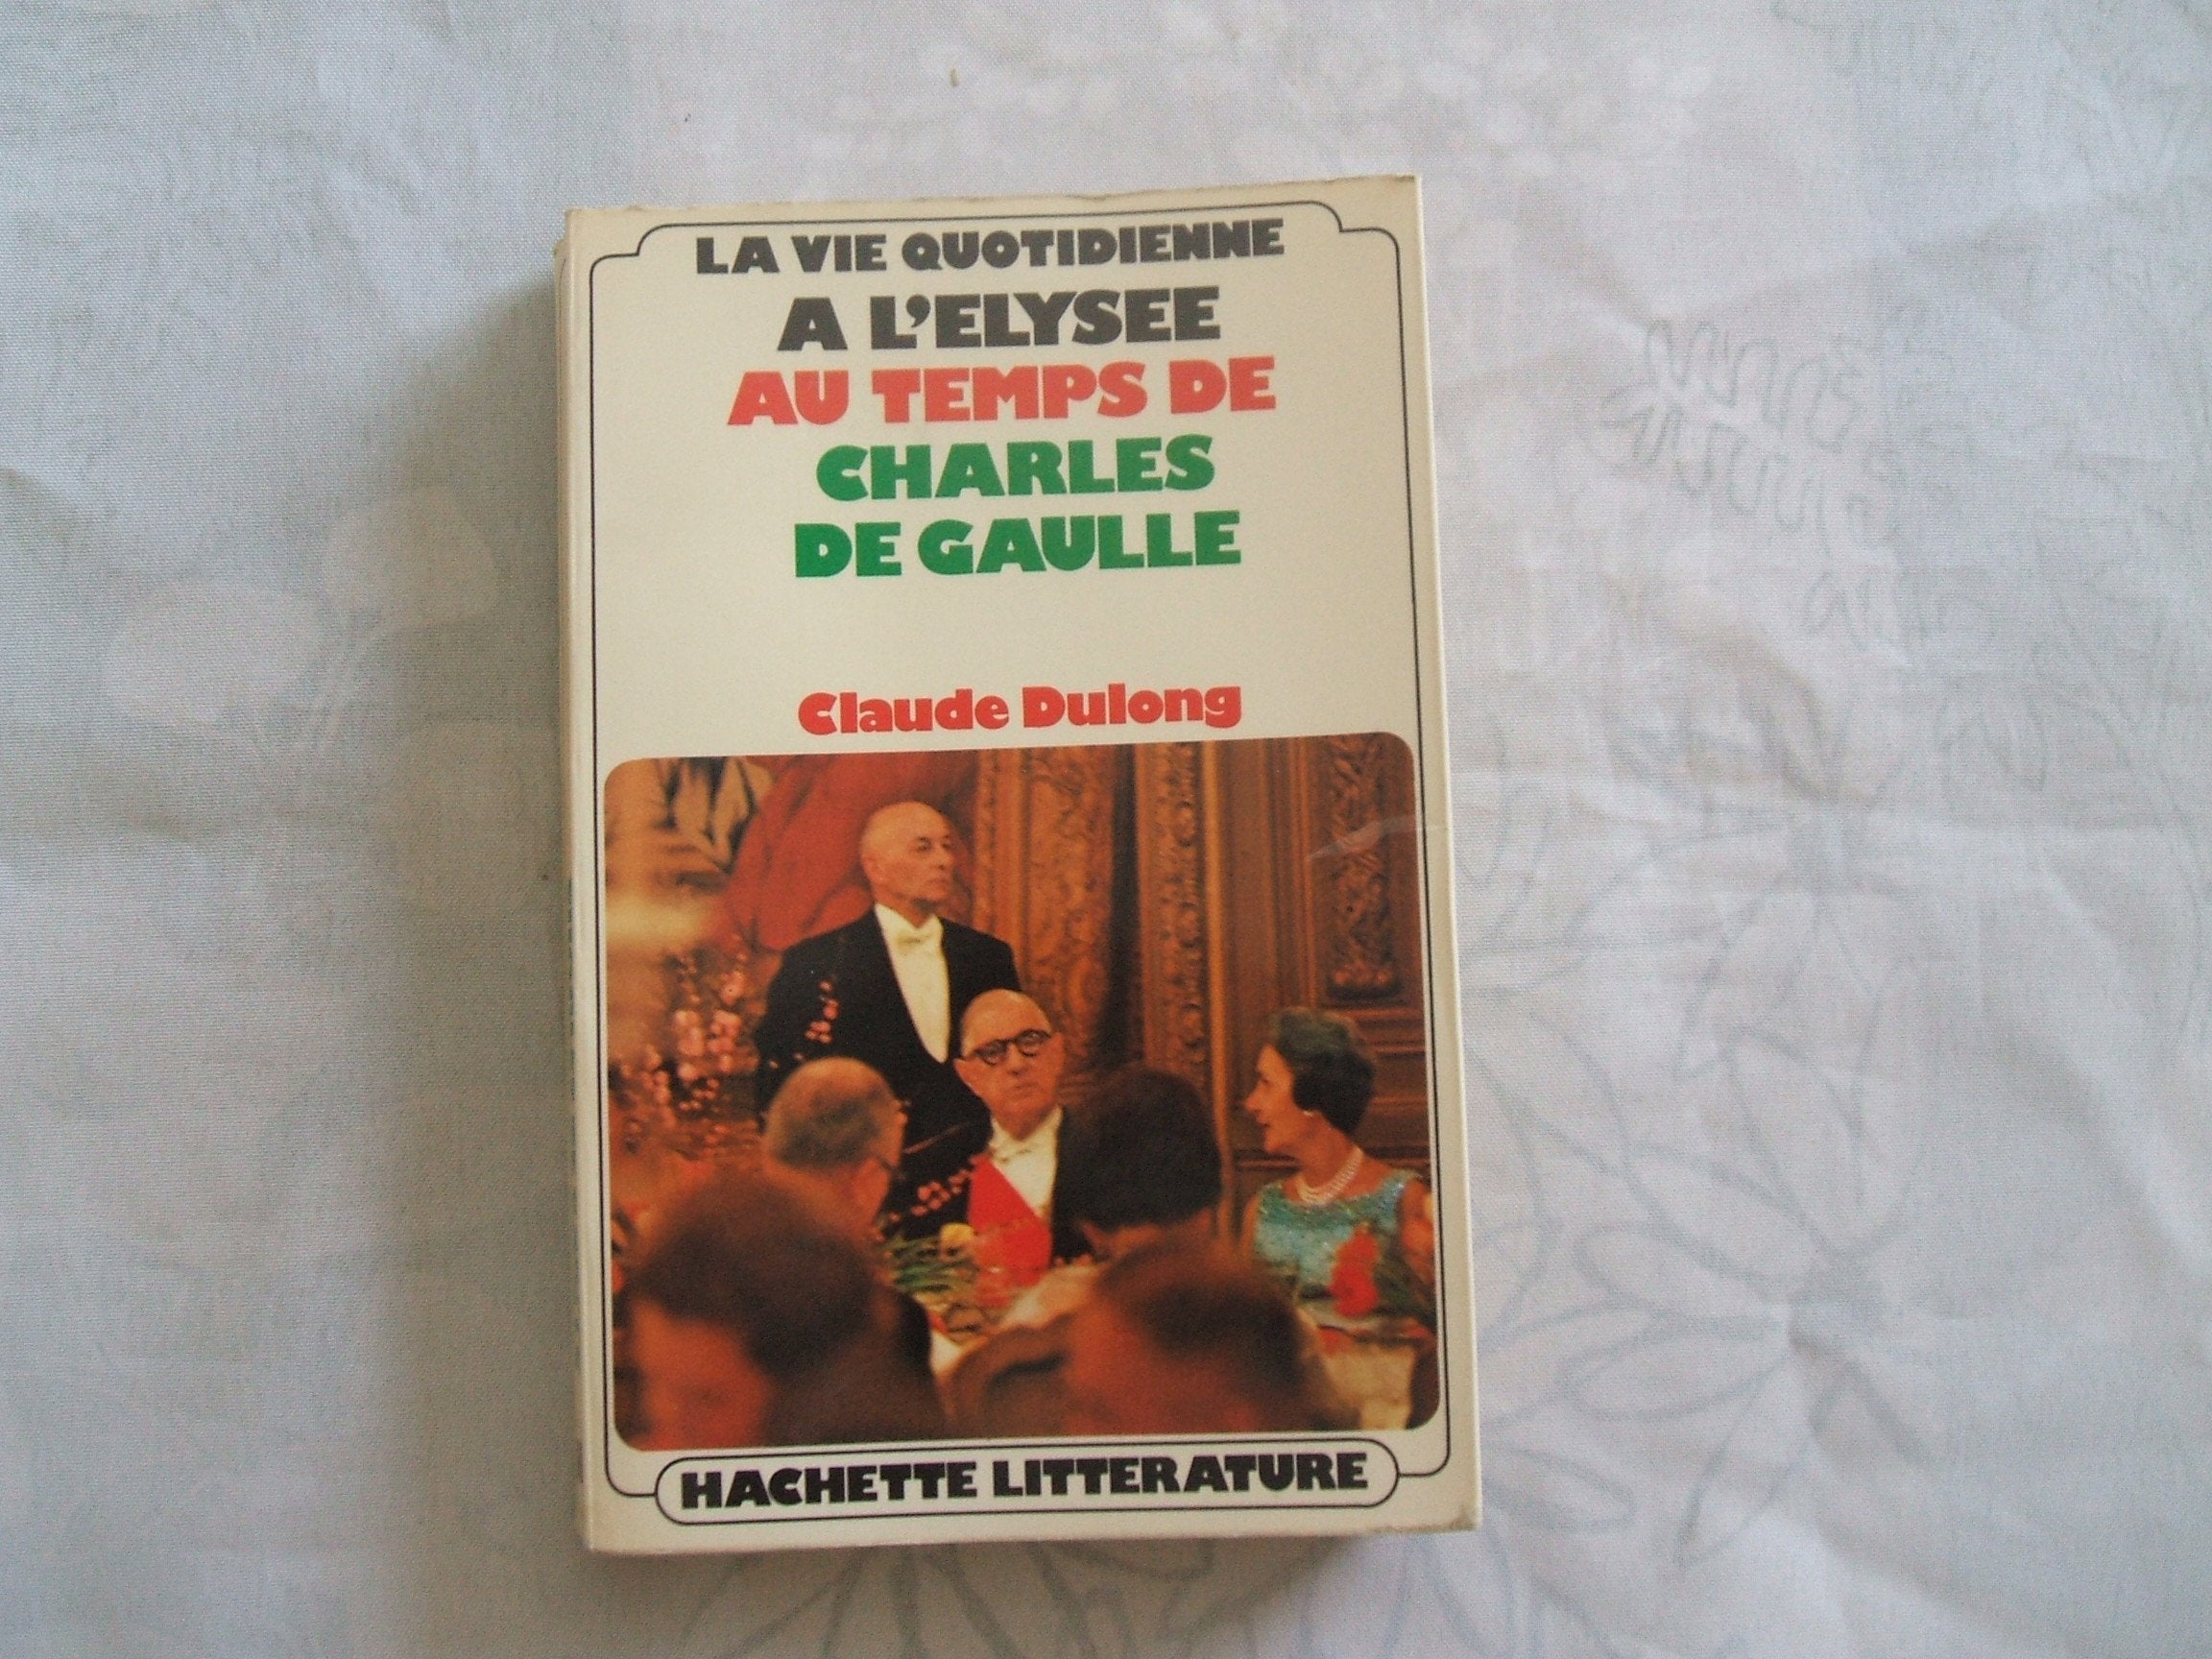 LA VIE QUOTIDIENNE
A L'ELYSEE
AU TEMPS DE
CHARLES
DE GAULLE
Claude Dulong
HACHETTE LITTERATURE